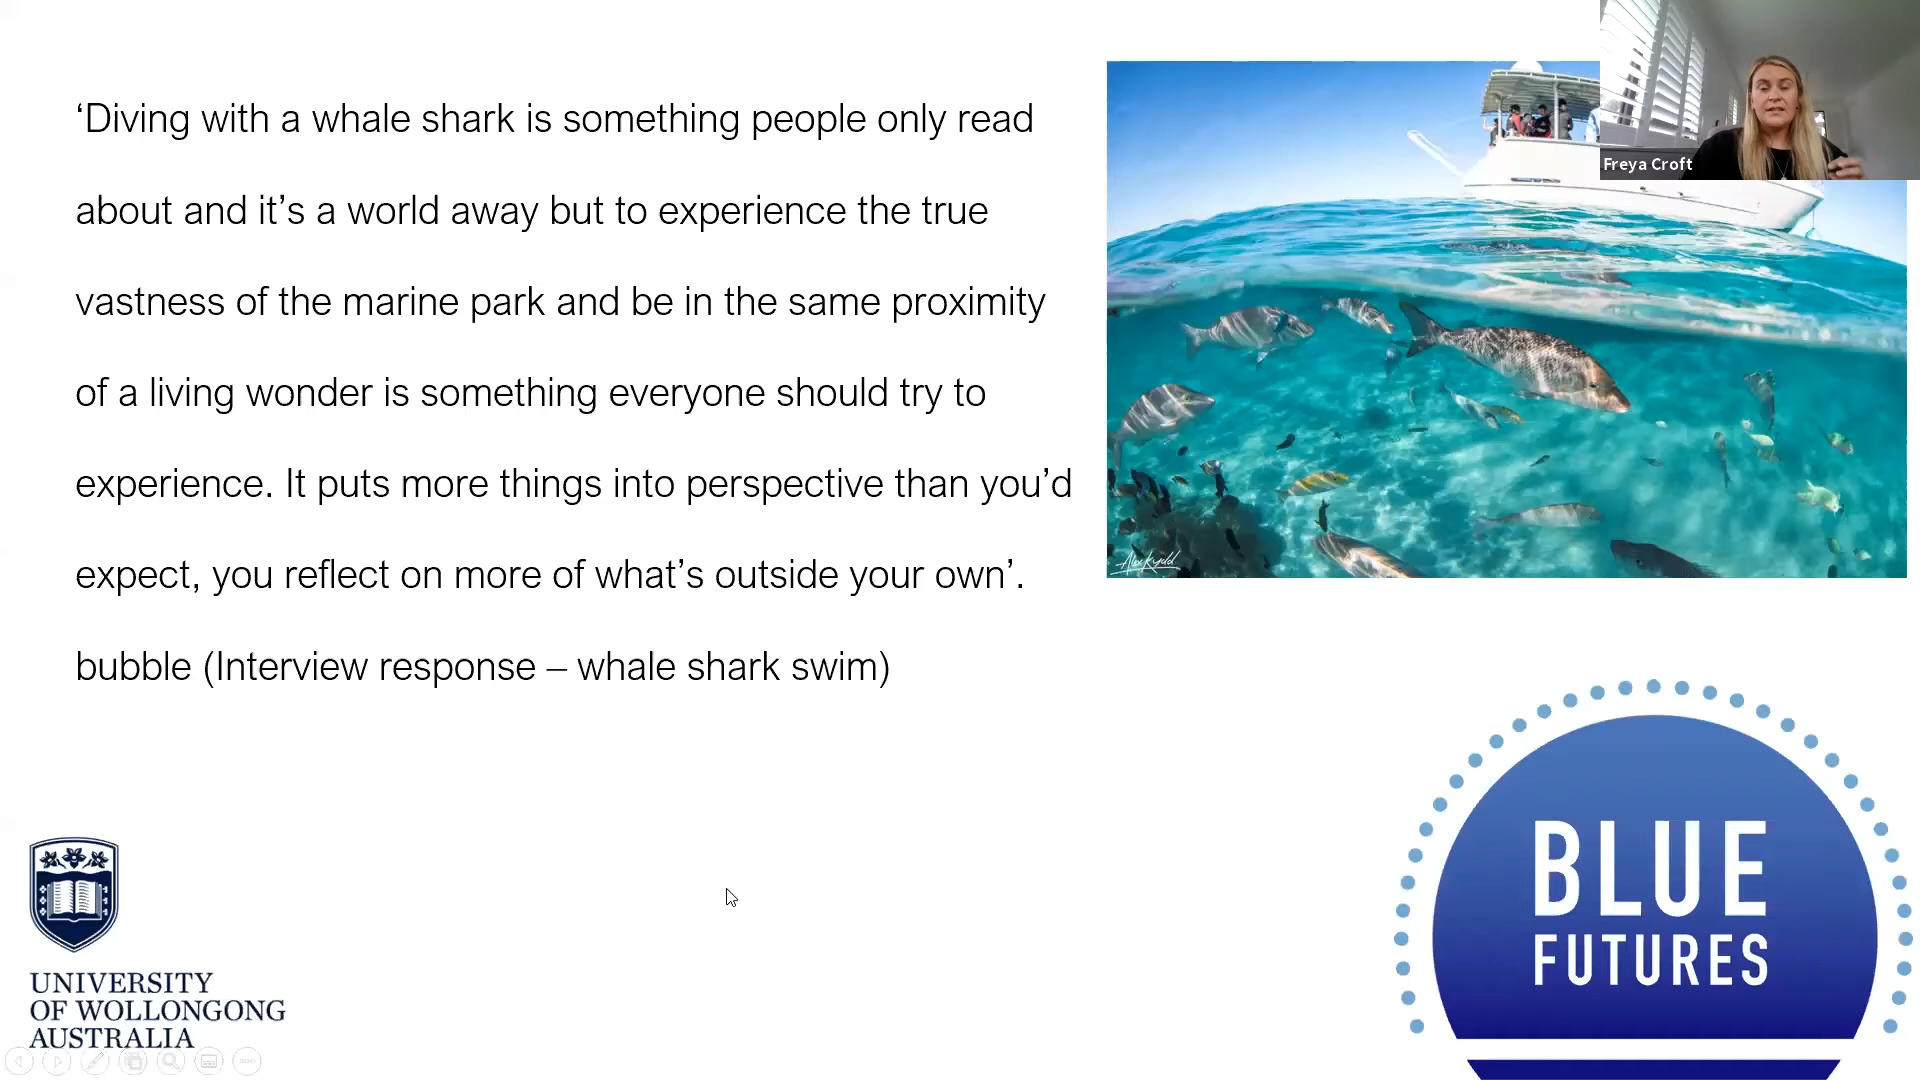 ‘Diving with a whale shark is something people only read
about and it’s a world away but to experience the true
vastness of the marine park and be in the same proximity
of a living wonder is something everyone should try to
experience. It puts more things into perspective than you’d
expect, you reflect on more of what’s outside your own’.
bubble (Interview response – whale shark swim)
Freya Croft
Alex Kydd
BLUE
FUTURES
UNIVERSITY
OF WOLLONGONG
AUSTRALIA